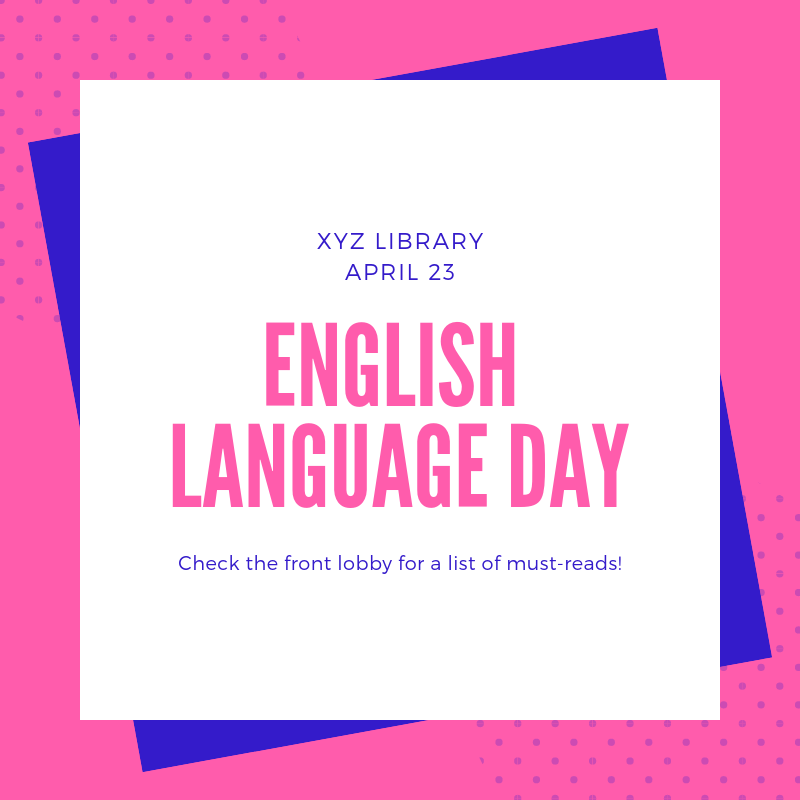 XYZ LIBRARY
APRIL 23
ENGLISH
LANGUAGE DAY
Check the front lobby for a list of must-reads!